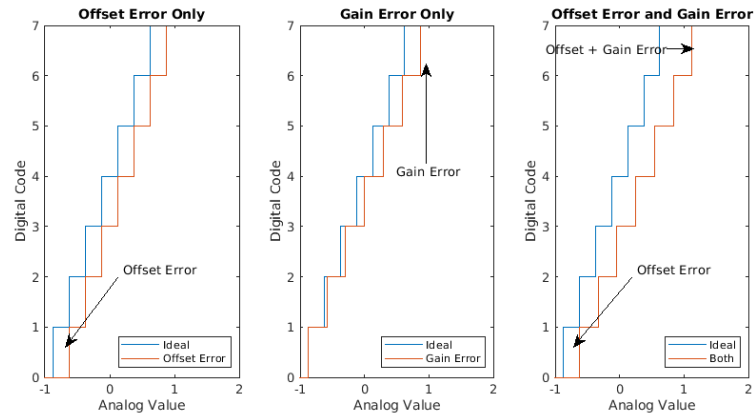 Offset Error Only
7
6
5
4
3
2
1
0
Digital Code
Offset Error
Ideal
Offset Error
-1
0
1
2
Analog Value
Gain Error Only
7
6
5
4
3
2
1
0
Digital Code
Gain Error
Ideal
Gain Error
-1
0
1
2
Analog Value
Offset Error and Gain Error
7
6
5
4
3
2
1
0
Digital Code
Offset + Gain Error
Offset Error
Ideal
Both
-1
0
1
2
Analog Value